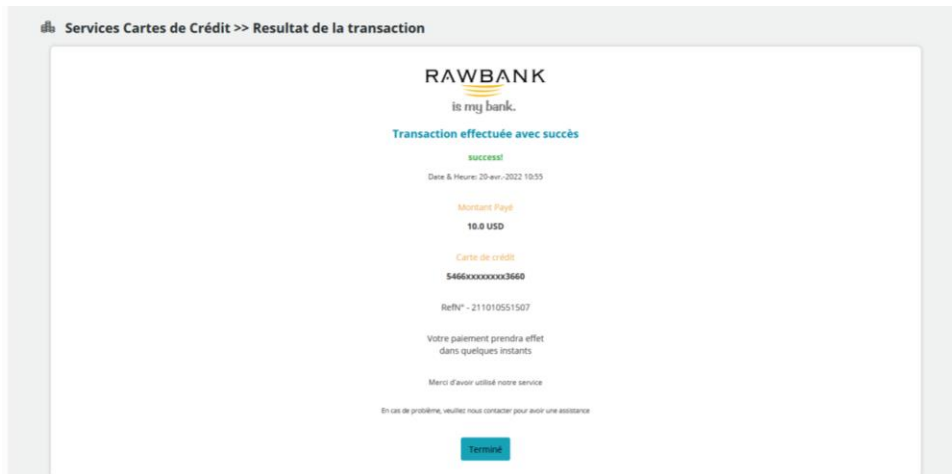 Services Cartes de Crédit >> Resultat de la transaction
RAWBANK
is my bank.
Transaction effectuée avec succès
success!
Date & Heure: 20-avr.-2022 10:55
Montant Payé
10.0 USD
Carte de crédit
5466xxxxxxxx3660
RefN° - 211010551507
Votre paiement prendra effet
dans quelques instants
Merci d'avoir utilisé notre service
En cas de problème, veuillez nous contacter pour avoir une assistance
Terminé